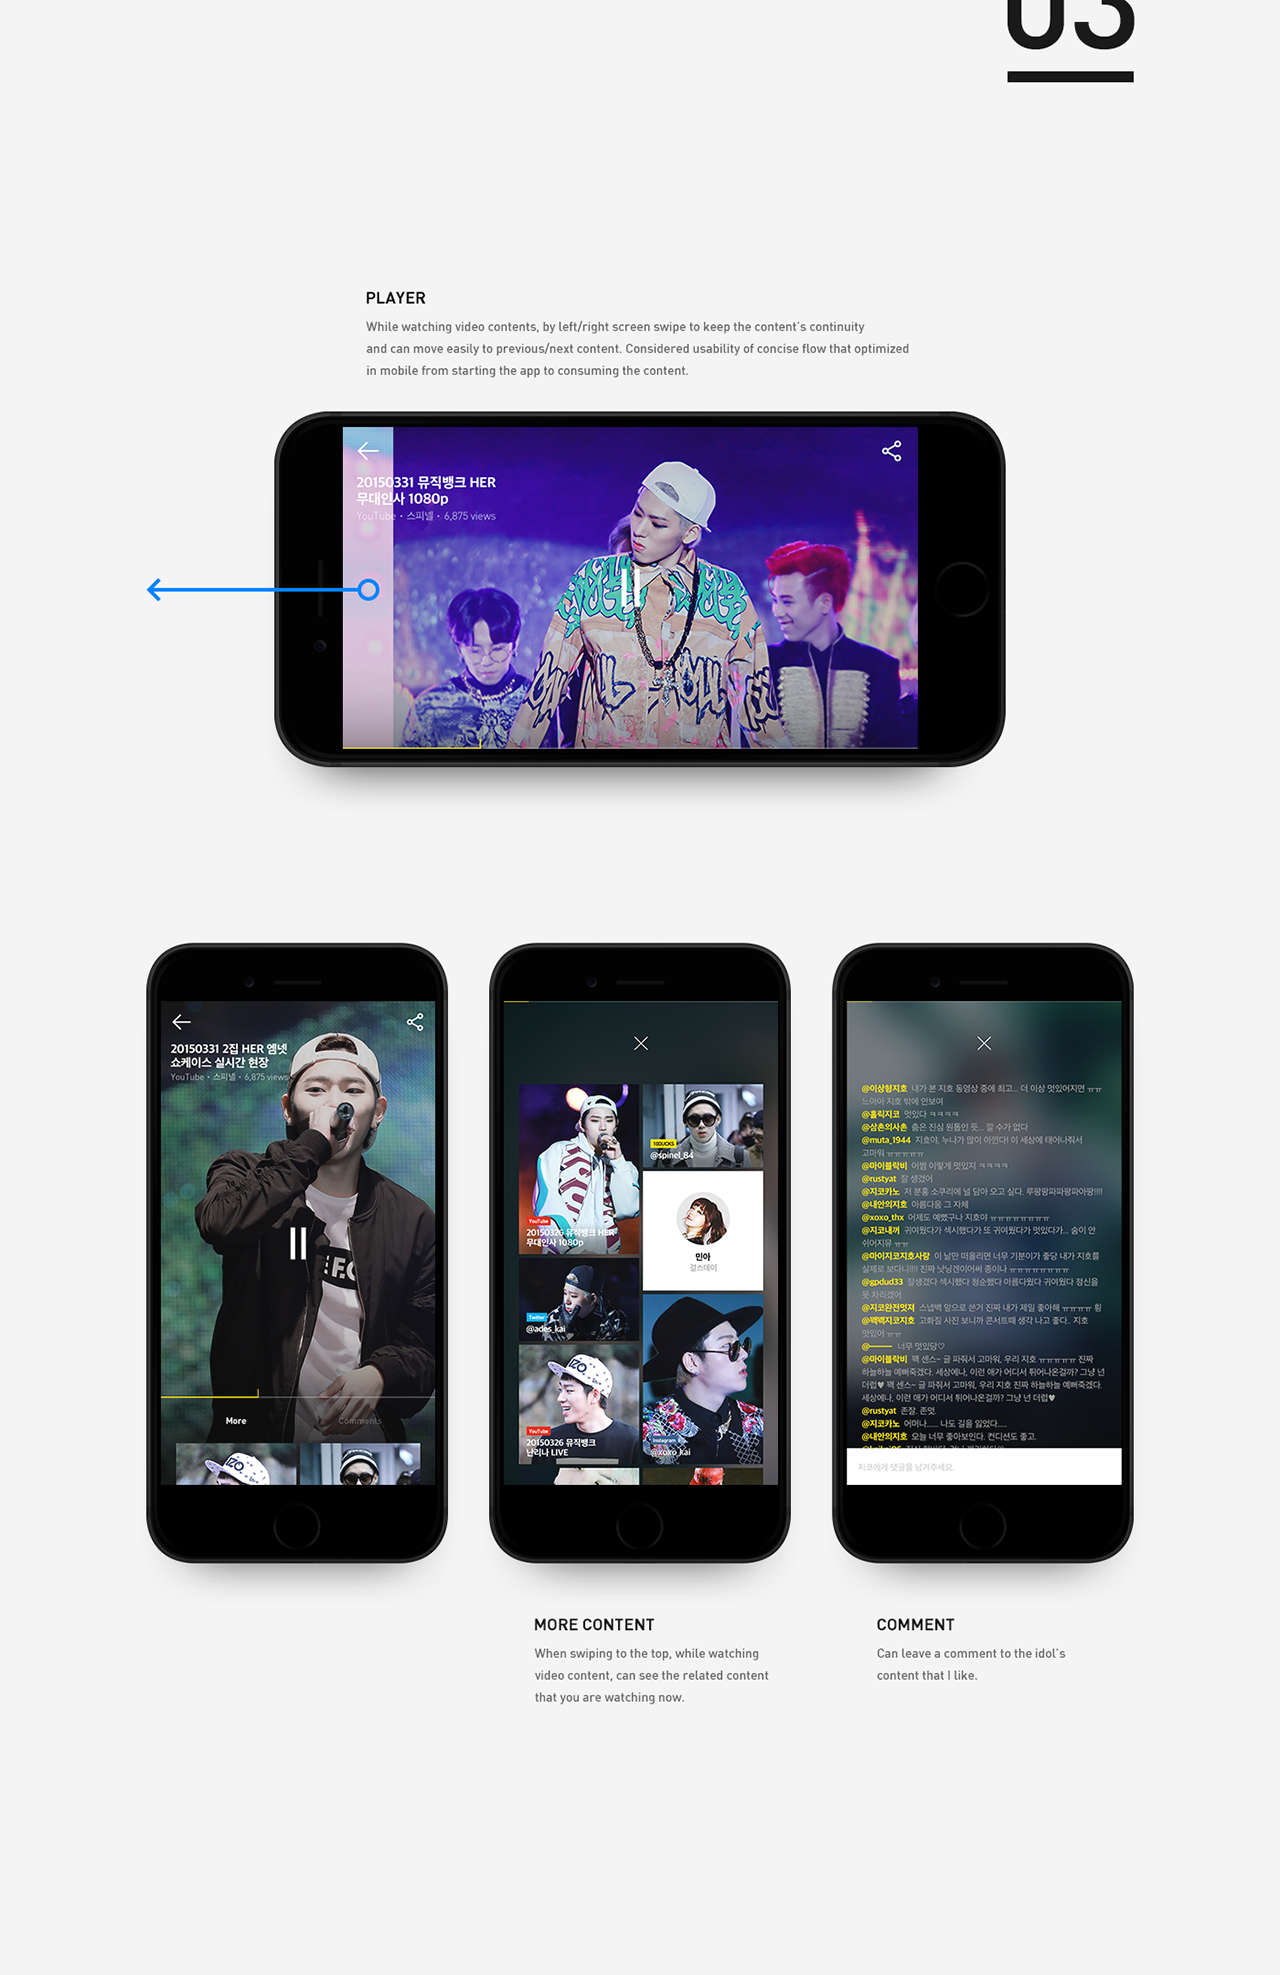 03
PLAYER
While watching video contents, by left/right screen swipe to keep the content's continuity
and can move easily to previous/next content. Considered usability of concise flow that optimized
in mobile from starting the app to consuming the content.
20150331 뮤직뱅크 HER
무대인사 1080p
YouTube • 스피넬 • 6,875 views
20150331 2집 HER 엠넷
쇼케이스 실시간 현장
YouTube • 스피넬 • 6,875 views
More
Comments
YouTube
20150326 뮤직뱅크 HER
무대인사 1080p
Twitter
@ades_kai
YouTube
20150326 뮤직뱅크
난리나 LIVE
10DUCKS
@spinel_84
민아
걸스데이
Instagram
@xoxo_kai
@이상형지호 내가 본 지호 동영상 중에 최고... 더 이상 멋있어지면 ㅠㅠ
느아아 지호 밖에 안보여
@홀릭지코 멋있다 ㅋㅋㅋㅋ
@삼촌의사촌 춤은 진심 원톱인 듯... 깔 수가 없다
@muta_1944 지호야, 누나가 많이 아낀다! 이 세상에 태어나줘서
고마워 ㅠㅠㅠㅠㅠ
@마이블락비 어쩜 이렇게 멋있지 ㅋㅋㅋㅋ
@rustyat 잘 생겼어
@지코카노 저 분홍 소쿠리에 널 담아 오고 싶다. 루팡팡파파팡파아팡!!!!
@내안의지호 아름다움 그 자체
@xoxo_thx 어제도 예뻤구나 지호야 ㅠㅠㅠㅠㅠㅠㅠㅠ
@지코내꺼 귀여웠다가 섹시했다가 또 귀여웠다가 멋있다가... 숨이 안
쉬어지뮤 ㅠㅠ
@마이지코지호사랑 이 날만 떠올리면 너무 기분이가 좋당 내가 지호를
실제로 보다니!!!! 진짜 낫닝겐이어써 종이나 ㅠㅠㅠㅠㅠㅠㅠㅠ
@gpdud33 잘생겼다 섹시했다 청순했다 아름다웠다 귀여웠다 정신을
못 차리겠어
@지코완전멋져 스냅백 앞으로 쓴거 진짜 내가 제일 좋아해 ㅠㅠㅠㅠ 힝
@백백지코지호 고화질 사진 보니까 콘서트때 생각 나고 좋다.. 지호
멋있어 ㅠㅠ
@——— 너무 멋있당♡
@마이블락비 꽥 센스~ 글 파줘서 고마워, 우리 지호 ㅠㅠㅠㅠㅠ 진짜
하늘하늘 예뻐죽겠다. 세상에나, 이런 애가 어디서 튀어나온걸까? 그냥 넌
더럽♥ 꽥 센스~ 글 파줘서 고마워, 우리 지호 진짜 하늘하늘 예뻐죽겠다.
세상에나, 이런 애가 어디서 튀어나온걸까? 그냥 넌 더럽♥
@rustyat 존잘. 존멋.
@지코카노 어머나...... 나도 길을 잃었다.....
@내안의지호 오늘 너무 좋아보인다. 컨디션도 좋고.
지코에게 댓글을 남겨주세요.
MORE CONTENT
When swiping to the top, while watching
video content, can see the related content
that you are watching now.
COMMENT
Can leave a comment to the idol's
content that I like.